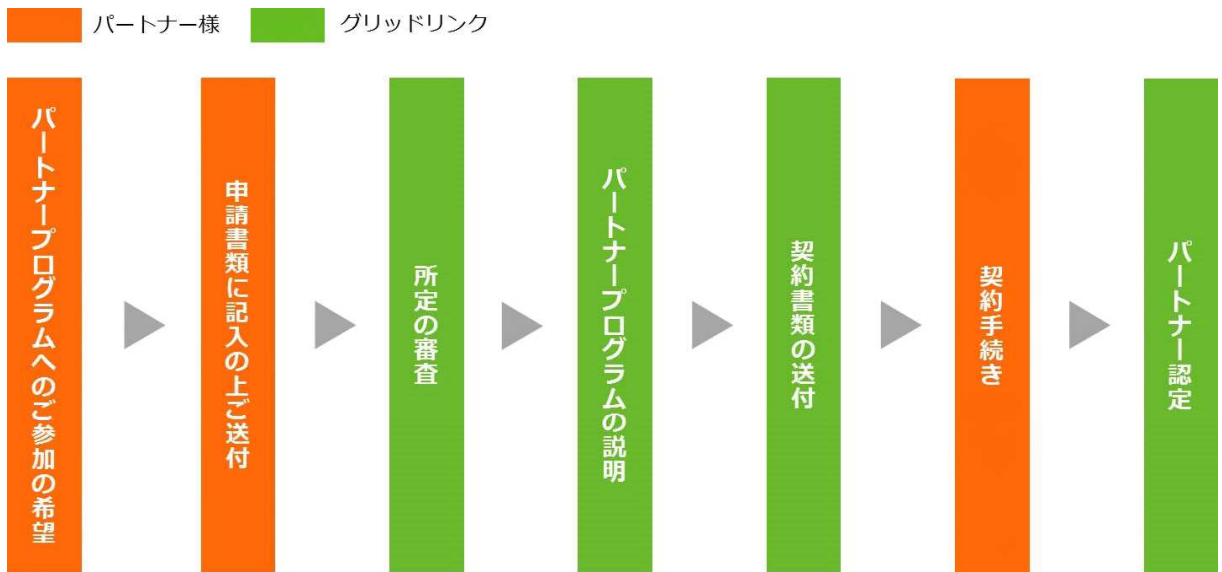 パートナー様
グリッドリンク
パートナープログラムへのご参加の希望
申請書類に記入の上ご送付
所定の審査
パートナープログラムの説明
契約書類の送付
契約手続き
パートナー認定